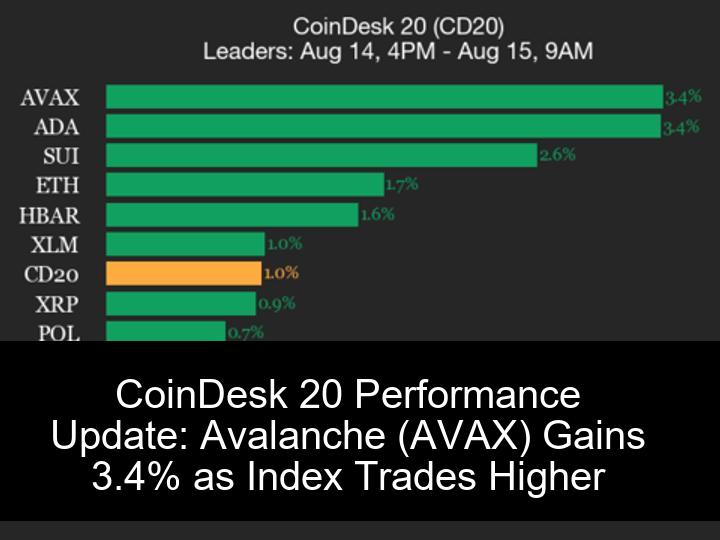 CoinDesk 20 (CD20)
Leaders: Aug 14, 4PM - Aug 15, 9AM
AVAX 3.4%
ADA 3.4%
SUI 2.6%
ETH 1.7%
HBAR 1.6%
XLM 1.0%
CD20 1.0%
XRP 0.9%
POL 0.7%
CoinDesk 20 Performance
Update: Avalanche (AVAX) Gains
3.4% as Index Trades Higher